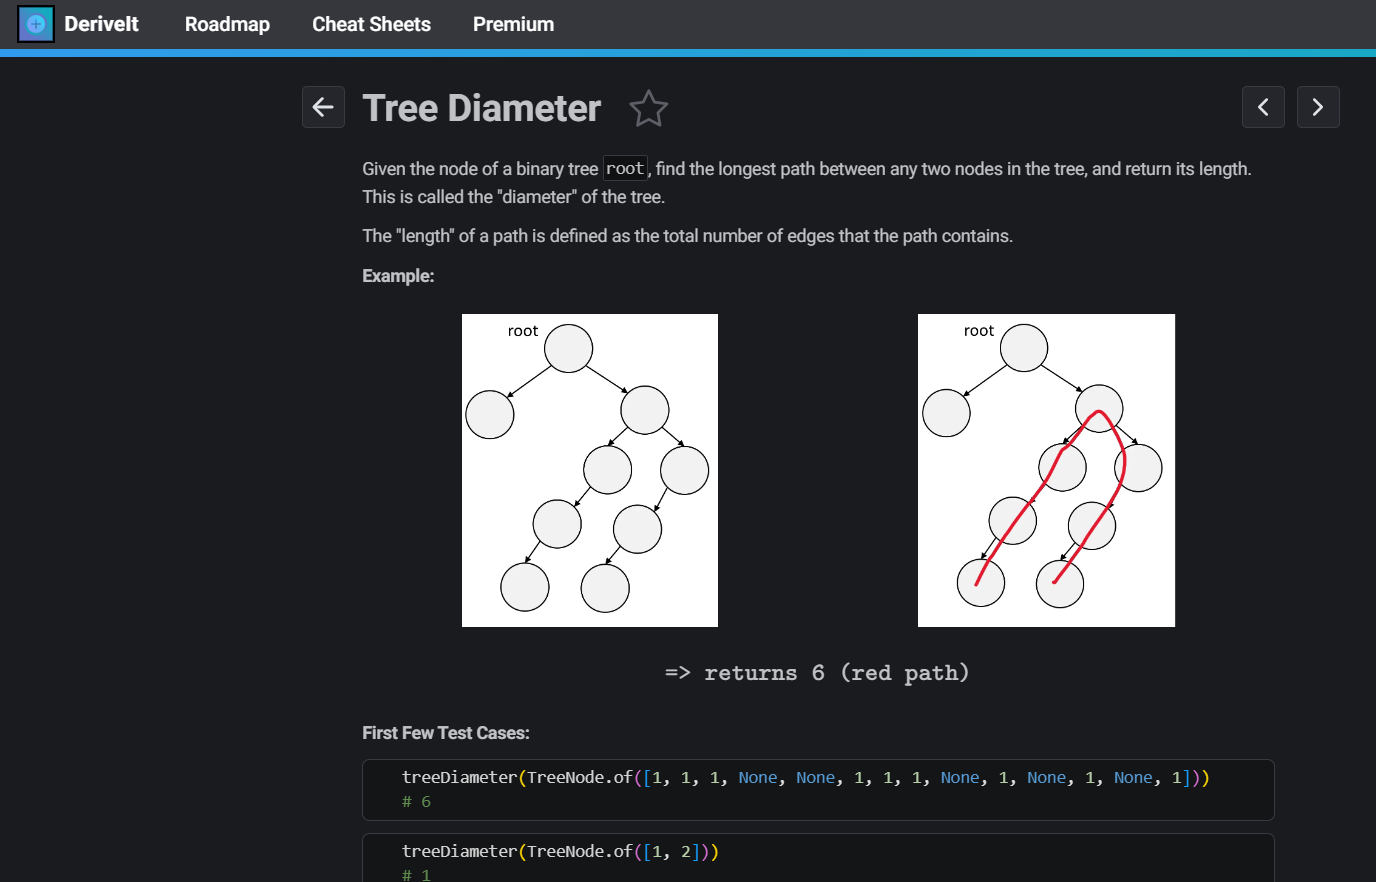 DeriveIt Roadmap Cheat Sheets Premium
Tree Diameter
Given the node of a binary tree root, find the longest path between any two nodes in the tree, and return its length.
This is called the "diameter" of the tree.
The "length" of a path is defined as the total number of edges that the path contains.
Example:
root root
=> returns 6 (red path)
First Few Test Cases:
treeDiameter(TreeNode.of([1, 1, 1, None, None, 1, 1, 1, None, 1, None, 1, None, 1]))
# 6
treeDiameter(TreeNode.of([1, 2]))
# 1